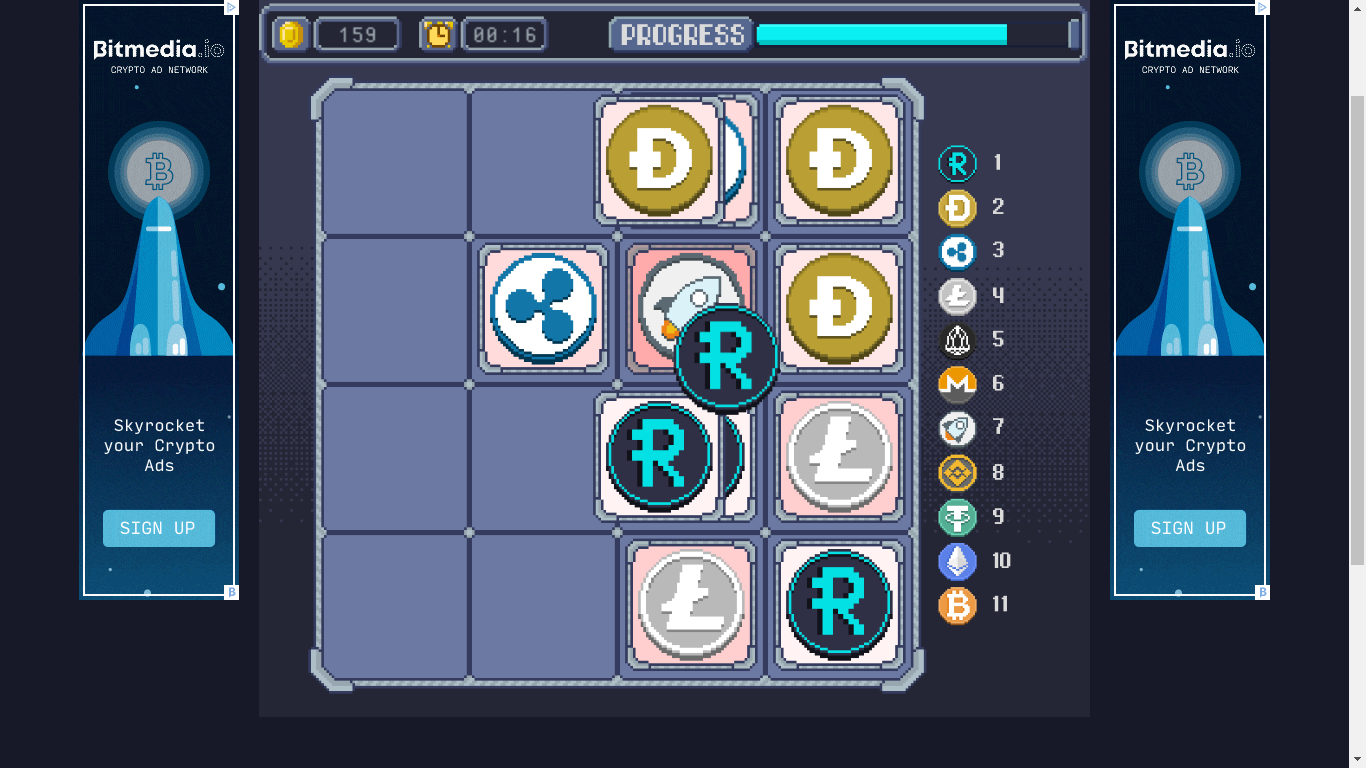 Bitmedia.io
CRYPTO AD NETWORK
Skyrocket
your Crypto
Ads
SIGN UP
159
00:16
PROGRESS
1
2
3
4
5
6
7
8
9
10
11
Bitmedia.io
CRYPTO AD NETWORK
Skyrocket
your Crypto
Ads
SIGN UP